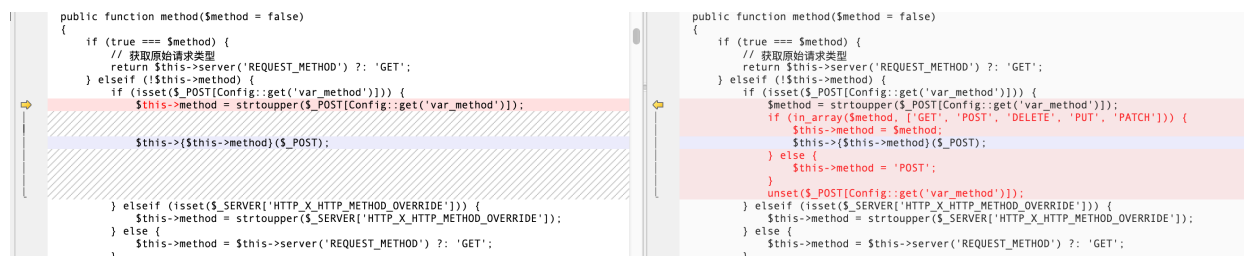 public function method($method = false)
{
    if (true === $method) {
        // 获取原始请求类型
        return $this->server('REQUEST_METHOD') ?: 'GET';
    } elseif (!$this->method) {
        if (isset($_POST[Config::get('var_method')])) {
            $this->method = strtoupper($_POST[Config::get('var_method')]);
            $this->{$this->method}($_POST);
        } elseif (isset($_SERVER['HTTP_X_HTTP_METHOD_OVERRIDE'])) {
            $this->method = strtoupper($_SERVER['HTTP_X_HTTP_METHOD_OVERRIDE']);
        } else {
            $this->method = $this->server('REQUEST_METHOD') ?: 'GET';
        }
public function method($method = false)
{
    if (true === $method) {
        // 获取原始请求类型
        return $this->server('REQUEST_METHOD') ?: 'GET';
    } elseif (!$this->method) {
        if (isset($_POST[Config::get('var_method')])) {
            $method = strtoupper($_POST[Config::get('var_method')]);
            if (in_array($method, ['GET', 'POST', 'DELETE', 'PUT', 'PATCH'])) {
                $this->method = $method;
                $this->{$this->method}($_POST);
            } else {
                $this->method = 'POST';
            }
            unset($_POST[Config::get('var_method')]);
        } elseif (isset($_SERVER['HTTP_X_HTTP_METHOD_OVERRIDE'])) {
            $this->method = strtoupper($_SERVER['HTTP_X_HTTP_METHOD_OVERRIDE']);
        } else {
            $this->method = $this->server('REQUEST_METHOD') ?: 'GET';
        }